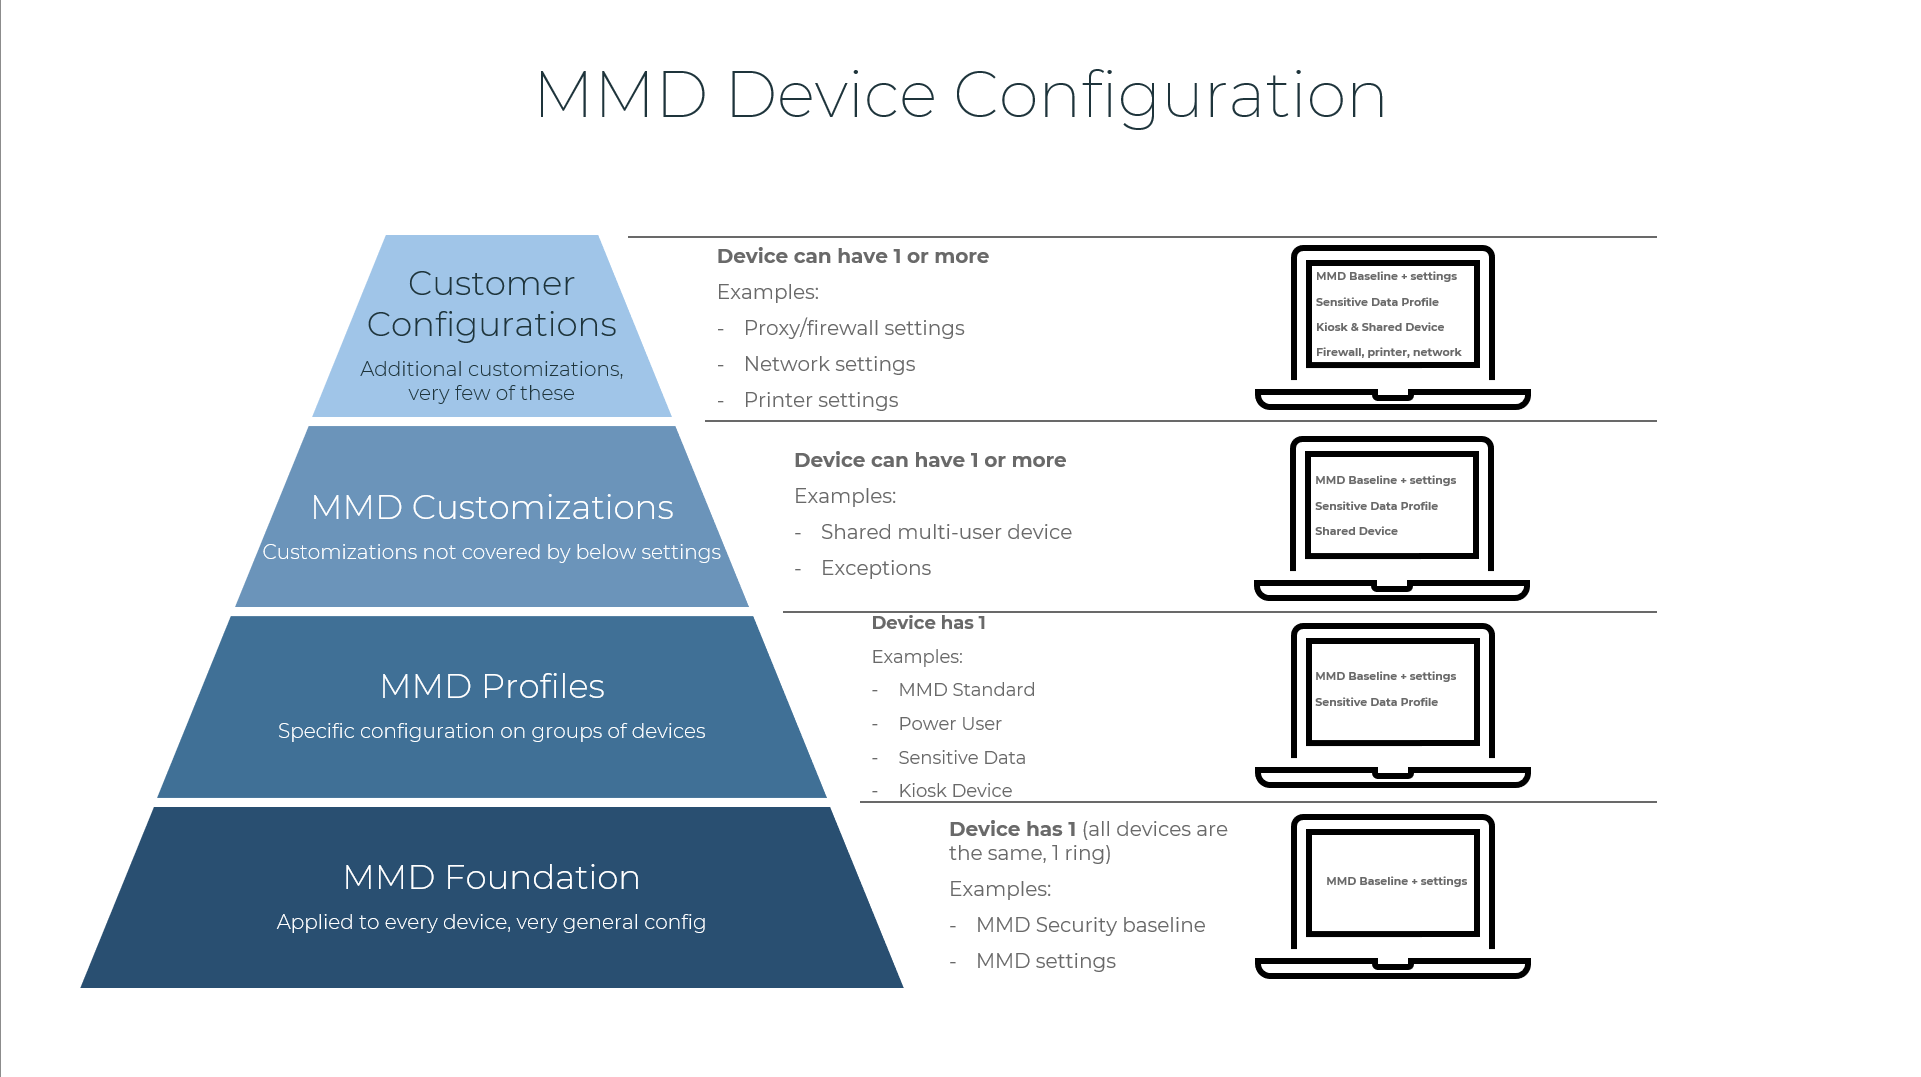 MMD Device Configuration
Customer
Configurations
Additional customizations,
very few of these
Device can have 1 or more
Examples:
- Proxy/firewall settings
- Network settings
- Printer settings
MMD Baseline + settings
Sensitive Data Profile
Kiosk & Shared Device
Firewall, printer, network
MMD Customizations
Customizations not covered by below settings
Device can have 1 or more
Examples:
- Shared multi-user device
- Exceptions
MMD Baseline + settings
Sensitive Data Profile
Shared Device
MMD Profiles
Specific configuration on groups of devices
Device has 1
Examples:
- MMD Standard
- Power User
- Sensitive Data
- Kiosk Device
MMD Baseline + settings
Sensitive Data Profile
MMD Foundation
Applied to every device, very general config
Device has 1 (all devices are
the same, 1 ring)
Examples:
- MMD Security baseline
- MMD settings
MMD Baseline + settings